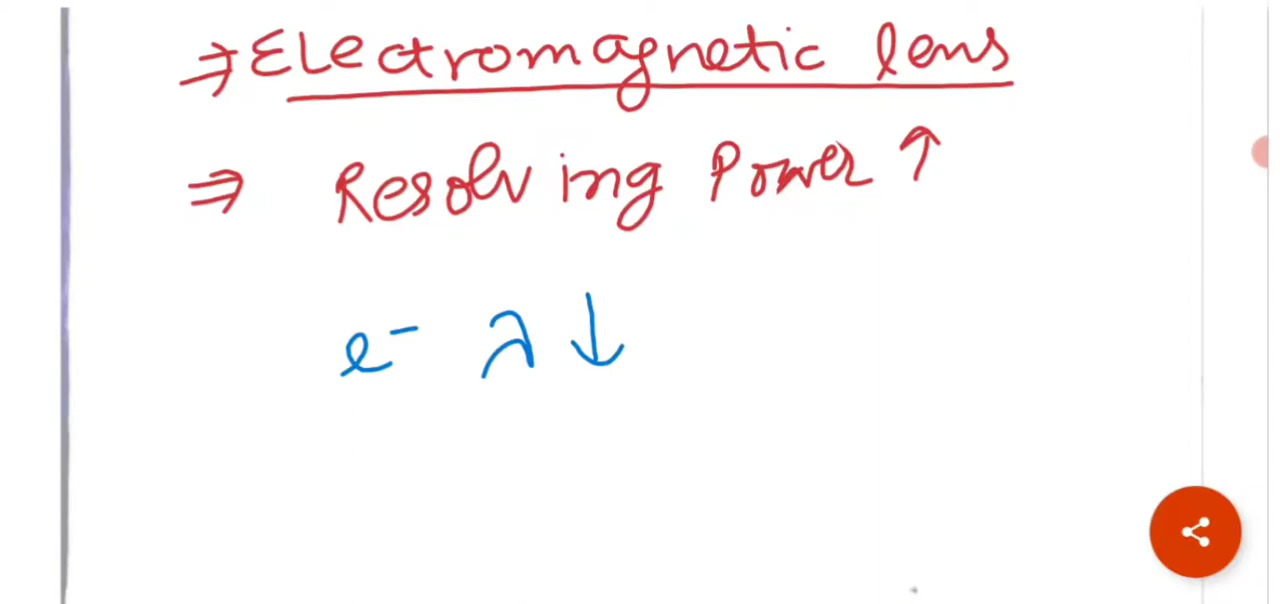 ⇒ Electromagnetic lens
⇒ Resolving Power ↑
e⁻ λ ↓